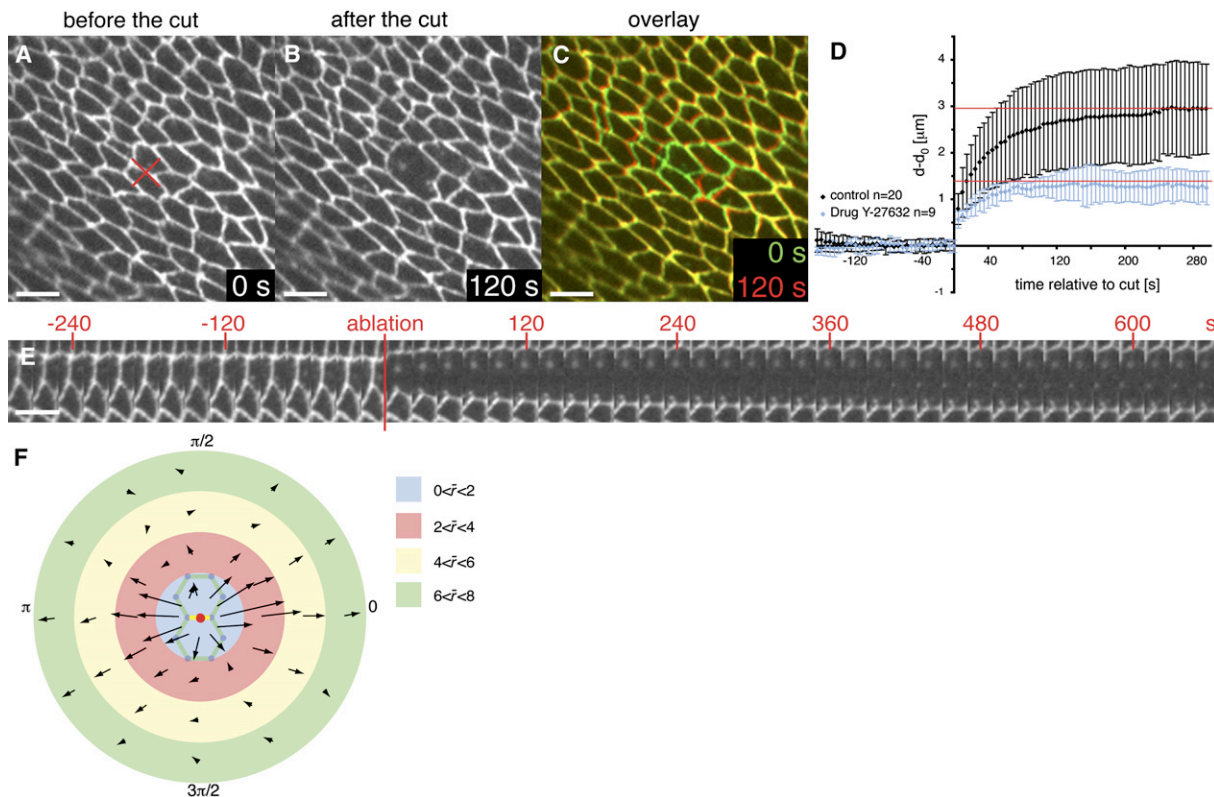 before the cut
after the cut
overlay
A
0 s
B
120 s
C
0 s
120 s
D
d-d0 [µm]
4
3
2
1
-1
control n=20
Drug Y-27632 n=9
-120
-40
40
120
200
280
time relative to cut [s]
-240
-120
ablation
120
240
360
480
600
s
E
F
π/2
π
0
3π/2
0<r̄<2
2<r̄<4
4<r̄<6
6<r̄<8